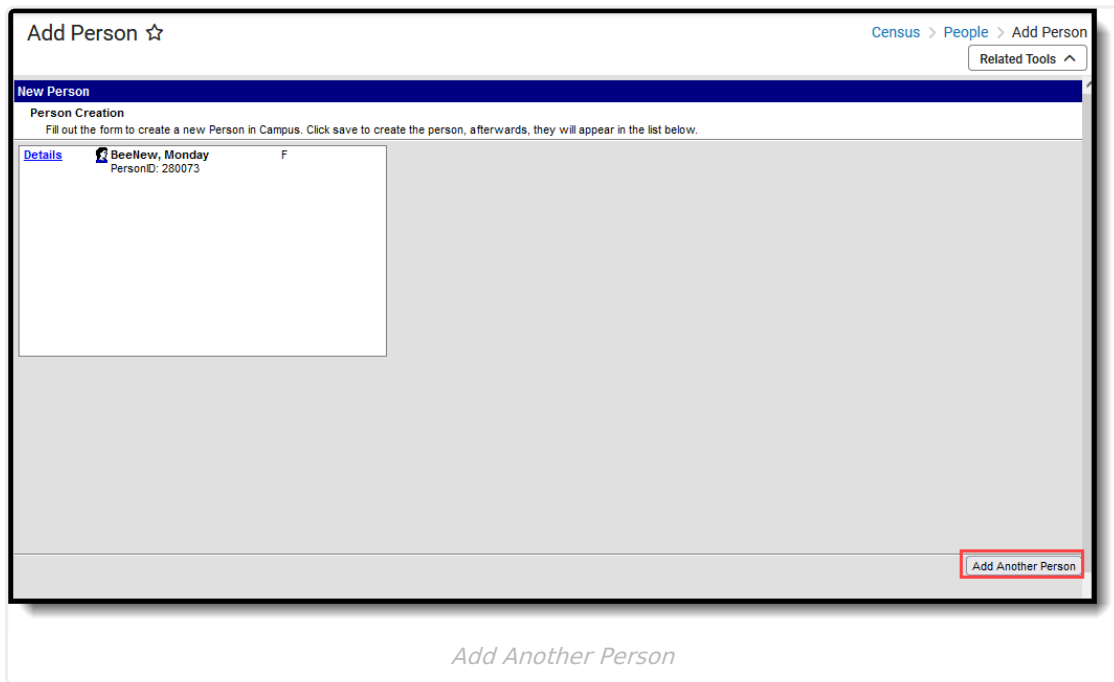 Add Person
Census > People > Add Person
Related Tools
New Person
Person Creation
Fill out the form to create a new Person in Campus. Click save to create the person, afterwards, they will appear in the list below.
Details BeeNew, Monday F
PersonID: 280073
Add Another Person
Add Another Person